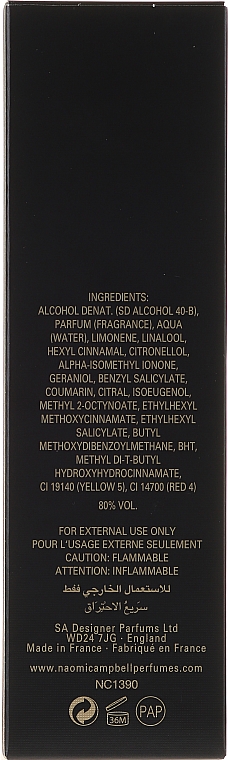 INGREDIENTS:
ALCOHOL DENAT. (SD ALCOHOL 40-B),
PARFUM (FRAGRANCE), AQUA
(WATER), LIMONENE, LINALOOL,
HEXYL CINNAMAL, CITRONELLOL,
ALPHA-ISOMETHYL IONONE,
GERANIOL, BENZYL SALICYLATE,
COUMARIN, CITRAL, ISOEUGENOL,
METHYL 2-OCTYNOATE, ETHYLHEXYL
METHOXYCINNAMATE, ETHYLHEXYL
SALICYLATE, BUTYL
METHOXYDIBENZOYLMETHANE, BHT,
METHYL DI-T-BUTYL
HYDROXYHYDROCINNAMATE,
CI 19140 (YELLOW 5), CI 14700 (RED 4)
80% VOL.
FOR EXTERNAL USE ONLY
POUR L'USAGE EXTERNE SEULEMENT
CAUTION: FLAMMABLE
ATTENTION: INFLAMMABLE
للاستعمال الخارجي فقط
سريع الاحتراق
SA Designer Parfums Ltd
WD24 7JG · England
Made in France · Fabriqué en France
www.naomicampbellperfumes.com
NC1390
36M PAP